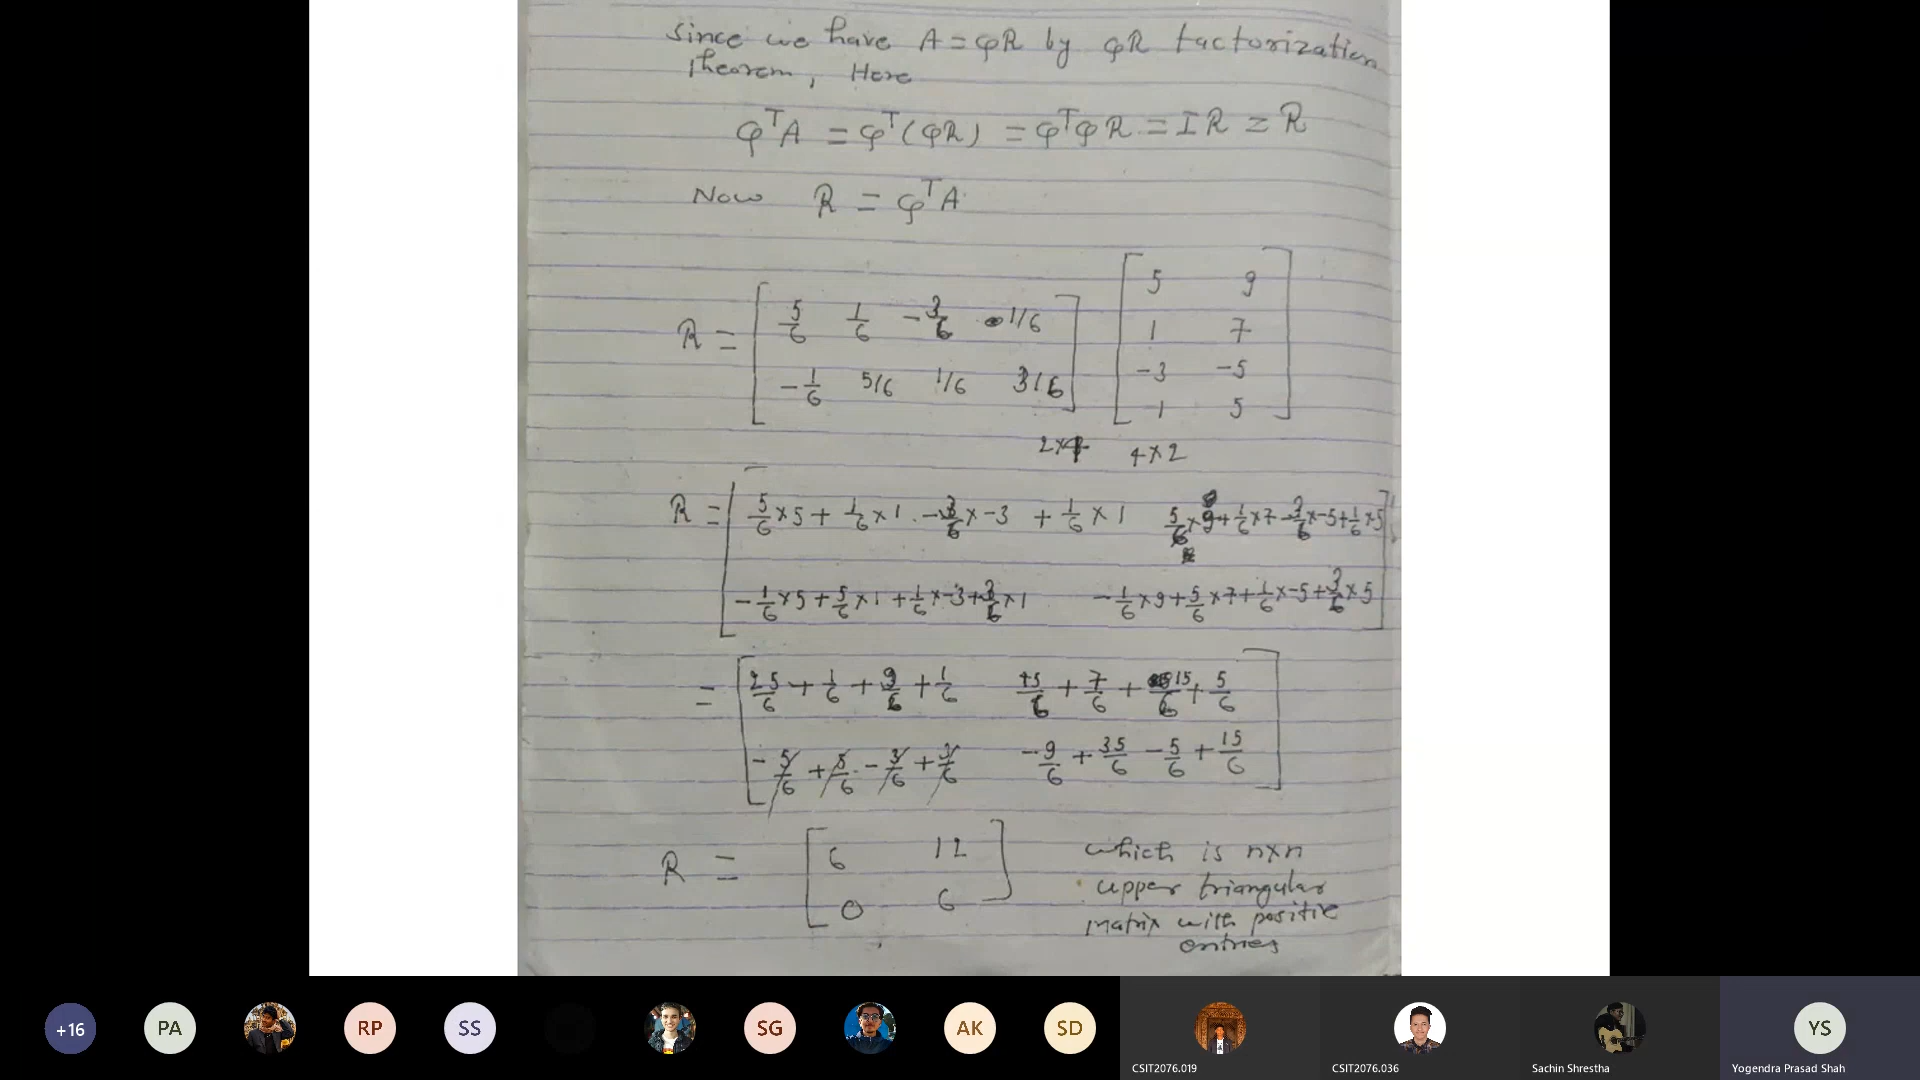 Since we have A = QR by QR factorization
Theorem, Here
Q^T A = Q^T (QR) = Q^T Q R = I R = R
Now R = Q^T A
R = [ 5/6 1/6 -3/6 1/6 ] [ 5 9 ]
[ 1 7 ]
[ -1/6 5/6 1/6 3/6 ] [ -3 -5 ]
[ 1 5 ]
2×4 4×2
R = [ 5/6 ×5 + 1/6 ×1 - 3/6 × -3 + 1/6 ×1 5/6 ×9 + 1/6 ×7 - 3/6 × -5 + 1/6 ×5 ]
[ -1/6 ×5 + 5/6 ×1 + 1/6 × -3 + 3/6 ×1 -1/6 ×9 + 5/6 ×7 + 1/6 × -5 + 3/6 ×5 ]
= [ 25/6 + 1/6 + 9/6 + 1/6 45/6 + 7/6 + 15/6 + 5/6 ]
[ -5/6 + 5/6 - 3/6 + 3/6 -9/6 + 35/6 - 5/6 + 15/6 ]
R = [ 6 12 ] which is n×n
[ 0 6 ] upper triangular
matrix with positie
entries
+16 PA RP SS SG AK SD YS
CSIT2076.019 CSIT2076.036 Sachin Shrestha Yogendra Prasad Shah